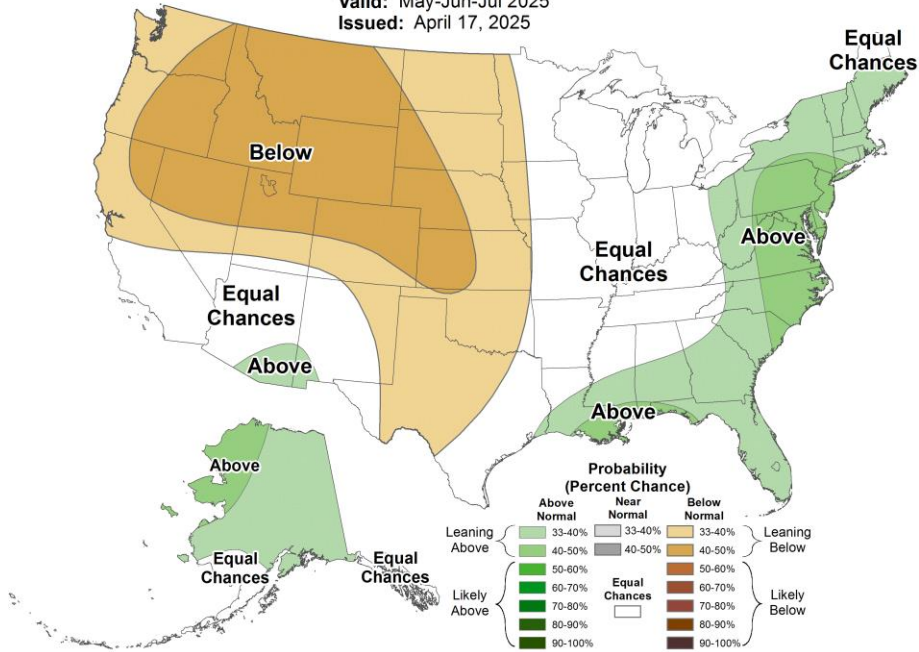 Valid: May-Jun-Jul 2025
Issued: April 17, 2025
Equal
Chances
Below
Above
Equal
Chances
Equal
Chances
Above
Above
Above
Equal
Chances
Equal
Chances
Probability
(Percent Chance)
Above
Normal
Near
Normal
Below
Normal
Leaning
Above
33-40%
40-50%
33-40%
40-50%
33-40%
40-50%
Leaning
Below
Likely
Above
50-60%
60-70%
70-80%
80-90%
90-100%
Equal
Chances
50-60%
60-70%
70-80%
80-90%
90-100%
Likely
Below